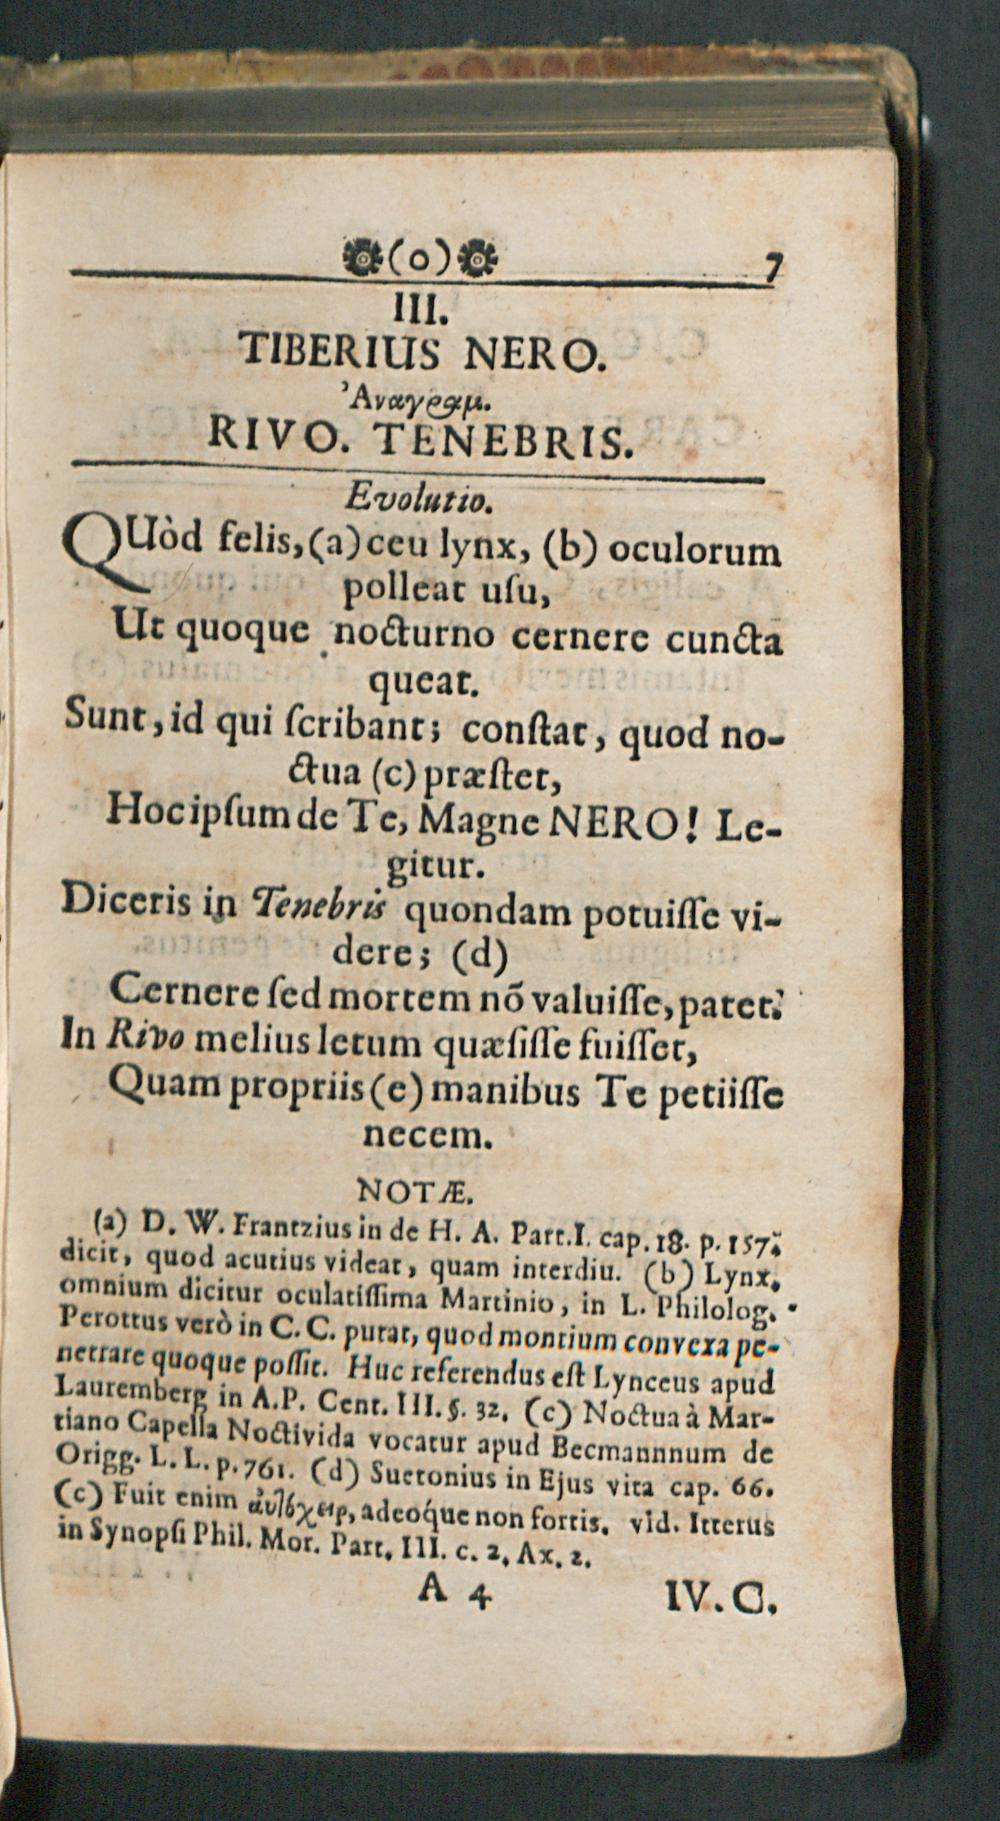 (o) 7
III.
TIBERIUS NERO.
Ἀναγραμ.
RIVO. TENEBRIS.
Evolutio.
QUòd felis,(a)ceu lynx, (b) oculorum
polleat uſu,
Ut quoque nocturno cernere cuncta
queat.
Sunt, id qui ſcribant; conſtat, quod no-
ctua (c) præſtet,
Hoc ipſum de Te, Magne NERO! Le-
gitur.
Diceris in Tenebris quondam potuiſſe vi-
dere; (d)
Cernere ſed mortem nõ valuiſſe, patet.
In Rivo melius letum quæſiſſe fuiſſet,
Quam propriis (e) manibus Te petiiſſe
necem.
NOTÆ.
(a) D. W. Frantzius in de H. A. Part.I. cap. 18. p. 157.
dicit, quod acutius videat, quam interdiu. (b) Lynx,
omnium dicitur oculatiſſima Martinio, in L. Philolog.
Perottus verò in C. C. putat, quod montium convexa pe-
netrare quoque poſſit. Huc referendus eſt Lynceus apud
Lauremberg in A.P. Cent. III. §. 32. (c) Noctua à Mar-
tiano Capella Noctivida vocatur apud Becmannnum de
Origg. L. L. p. 761. (d) Suetonius in Ejus vita cap. 66.
(e) Fuit enim ἀυτόχειρ, adeóque non fortis. vid. Itterus
in Synopſi Phil. Mor. Part. III. c. 2. Ax. 2.
A 4 IV. C.